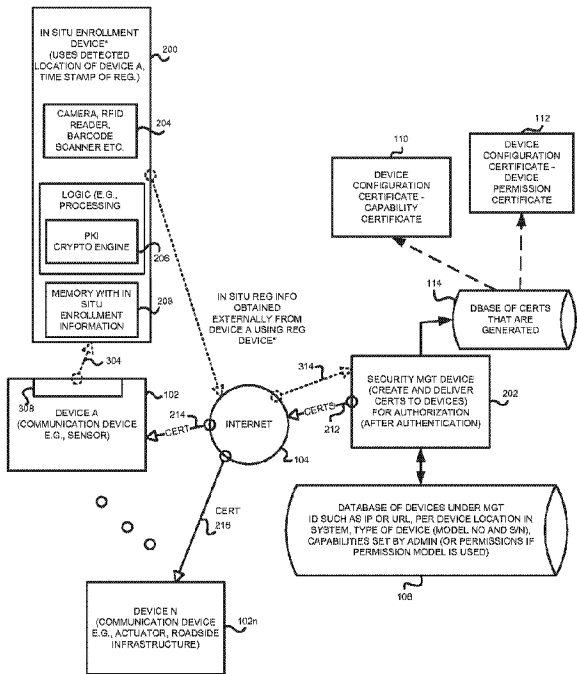 IN SITU ENROLLMENT
DEVICE*
(USES DETECTED
LOCATION OF DEVICE A,
TIME STAMP OF REG.)
200
CAMERA, RFID
READER,
BARCODE
SCANNER ETC.
204
LOGIC (E.G.,
PROCESSING
PKI
CRYPTO ENGINE
206
MEMORY WITH IN
SITU
ENROLLMENT
INFORMATION
208
304
308
102
DEVICE A
(COMMUNICATION DEVICE
E.G., SENSOR)
IN SITU REG INFO
OBTAINED
EXTERNALLY FROM
DEVICE A USING REG
DEVICE*
110
DEVICE
CONFIGURATION
CERTIFICATE -
CAPABILITY
CERTIFICATE
112
DEVICE
CONFIGURATION
CERTIFICATE -
DEVICE
PERMISSION
CERTIFICATE
114
DBASE OF CERTS
THAT ARE
GENERATED
314
SECURITY MGT DEVICE
(CREATE AND DELIVER
CERTS TO DEVICES)
FOR AUTHORIZATION
(AFTER AUTHENTICATION)
202
214
CERT
INTERNET
104
CERTS
212
CERT
216
DATABASE OF DEVICES UNDER MGT
ID SUCH AS IP OR URL, PER DEVICE LOCATION IN
SYSTEM, TYPE OF DEVICE (MODEL NO AND S/N),
CAPABILITIES SET BY ADMIN (OR PERMISSIONS IF
PERMISSION MODEL IS USED)
108
DEVICE N
(COMMUNICATION DEVICE
E.G., ACTUATOR, ROADSIDE
INFRASTRUCTURE)
102n